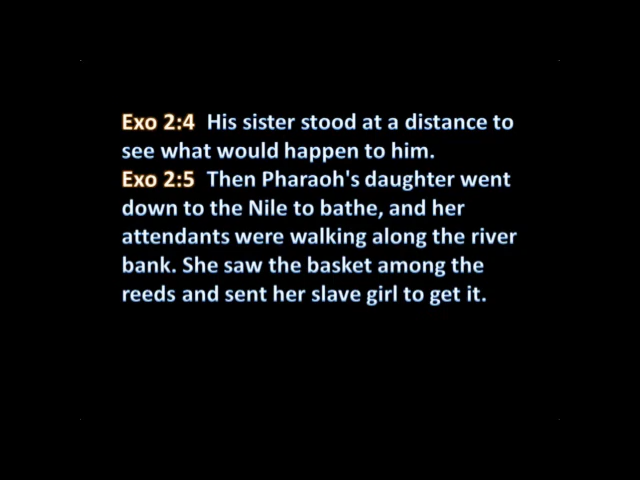 Exo 2:4 His sister stood at a distance to
see what would happen to him.
Exo 2:5 Then Pharaoh's daughter went
down to the Nile to bathe, and her
attendants were walking along the river
bank. She saw the basket among the
reeds and sent her slave girl to get it.